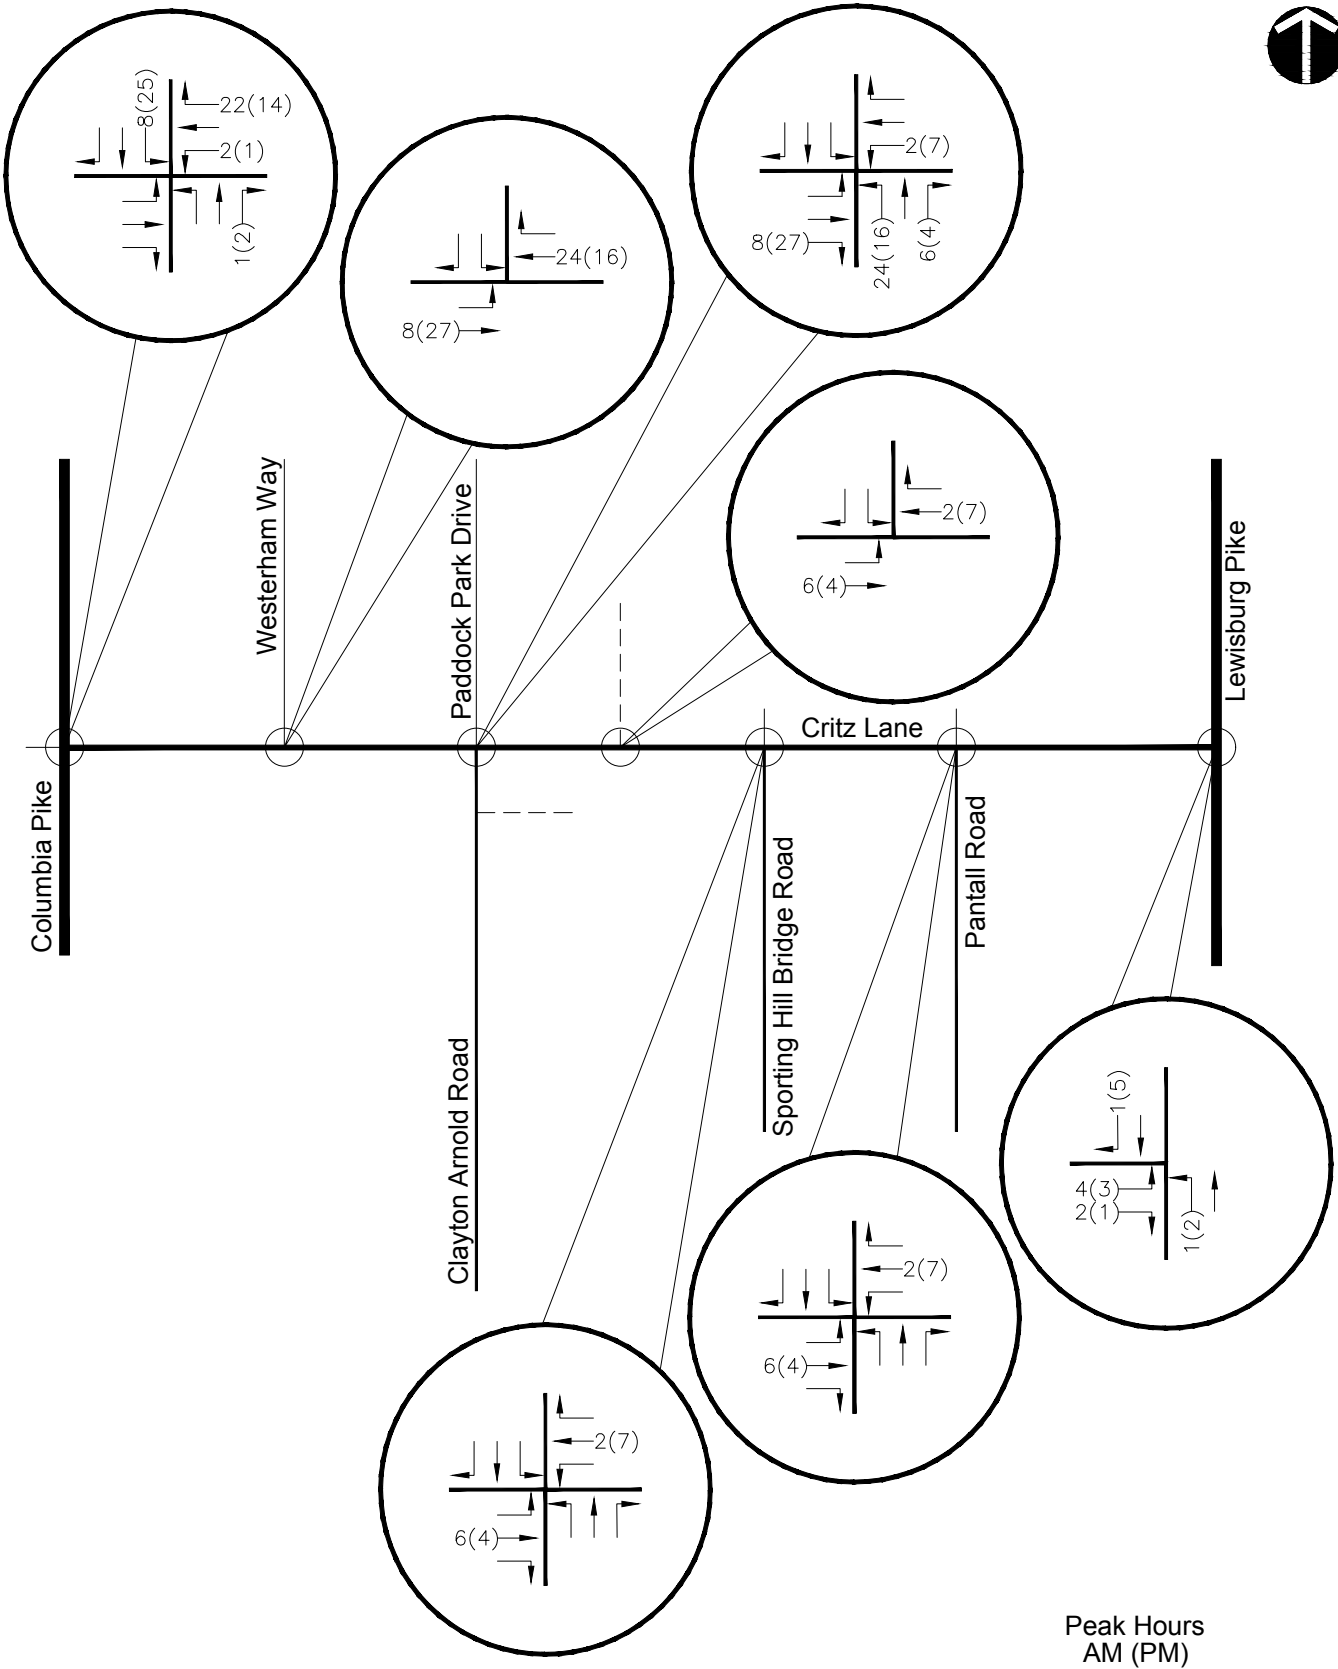 8(25)
22(14)
2(1)
1(2)
24(16)
8(27)
2(7)
8(27)
24(16)
6(4)
2(7)
6(4)
Westerham Way
Paddock Park Drive
Lewisburg Pike
Critz Lane
Columbia Pike
Clayton Arnold Road
Sporting Hill Bridge Road
Pantall Road
1(5)
4(3)
2(1)
1(2)
2(7)
6(4)
2(7)
6(4)
Peak Hours
AM (PM)